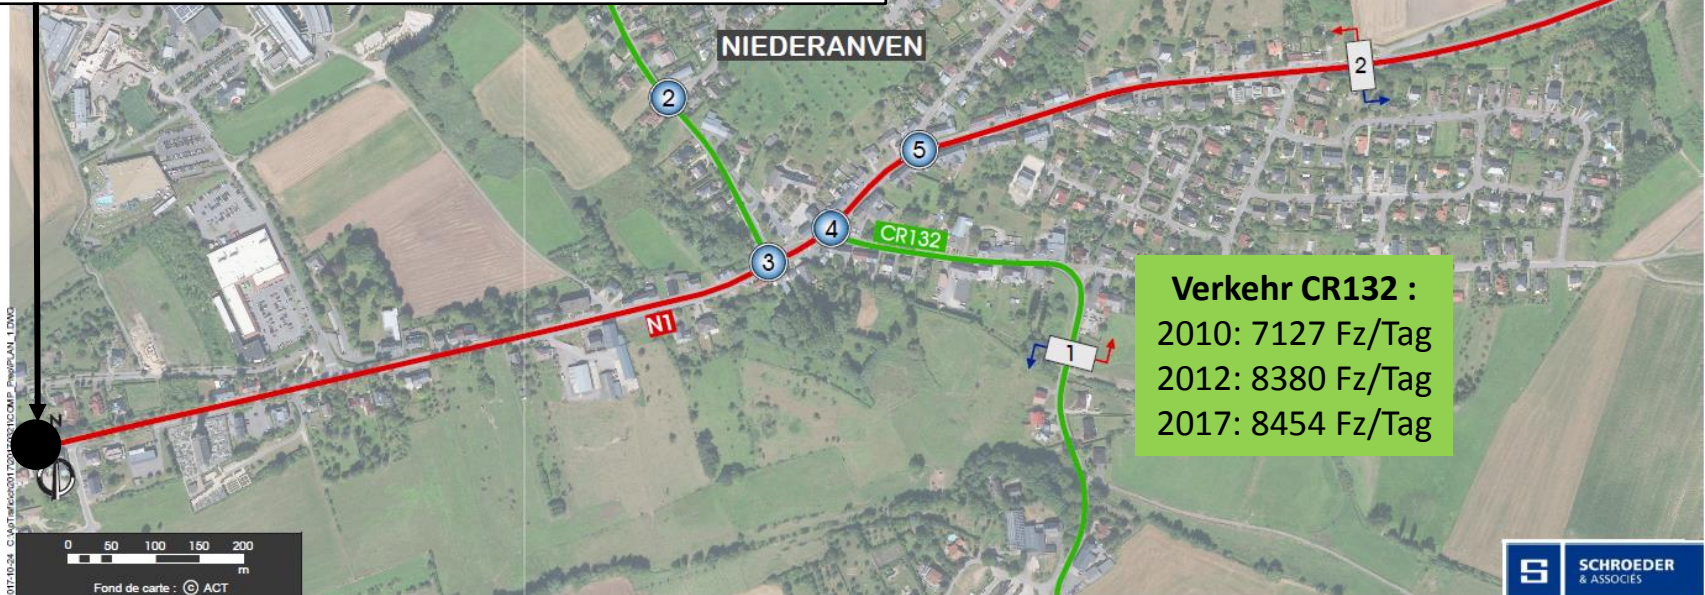 NIEDERANVEN
2
2
5
4
CR132
3
N1
1
Verkehr CR132 :
2010: 7127 Fz/Tag
2012: 8380 Fz/Tag
2017: 8454 Fz/Tag
N
0 50 100 150 200
m
Fond de carte : © ACT
S SCHROEDER
& ASSOCIÉS